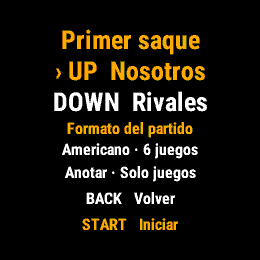 Primer saque
› UP Nosotros
DOWN Rivales
Formato del partido
Americano · 6 juegos
Anotar · Solo juegos
BACK Volver
START Iniciar